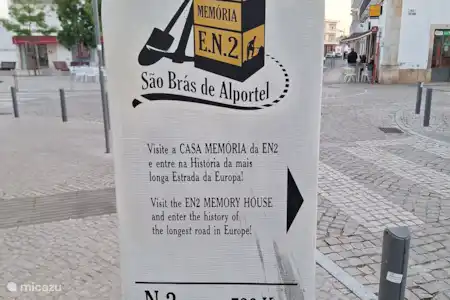 MEMÓRIA
E.N.2
São Brás de Alportel
Visite a CASA MEMÓRIA da EN2
e entre na História da mais
longa Estrada da Europa!
Visit the EN2 MEMORY HOUSE
and enter the history of
the longest road in Europe!
micazu